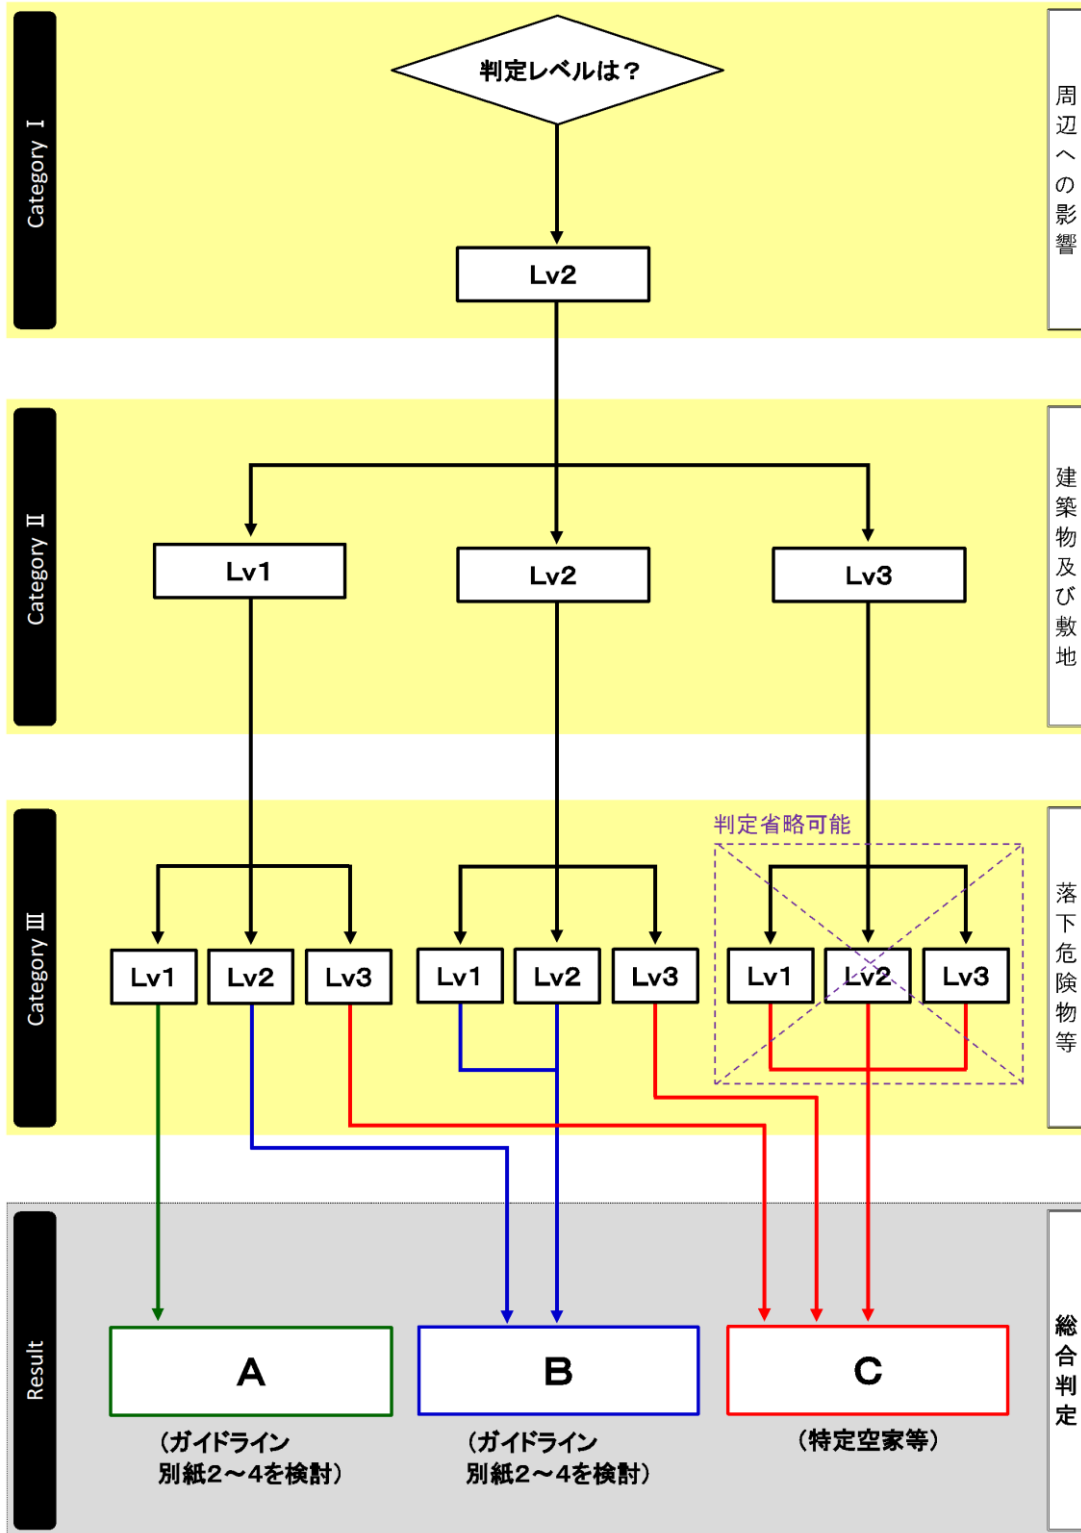 判定レベルは？
Category Ⅰ
周辺への影響
Lv2
Category Ⅱ
建築物及び敷地
Lv1
Lv2
Lv3
Category Ⅲ
落下危険物等
判定省略可能
Lv1
Lv2
Lv3
Lv1
Lv2
Lv3
Lv1
Lv2
Lv3
Result
総合判定
A
B
C
（ガイドライン
別紙２～４を検討）
（ガイドライン
別紙２～４を検討）
（特定空家等）